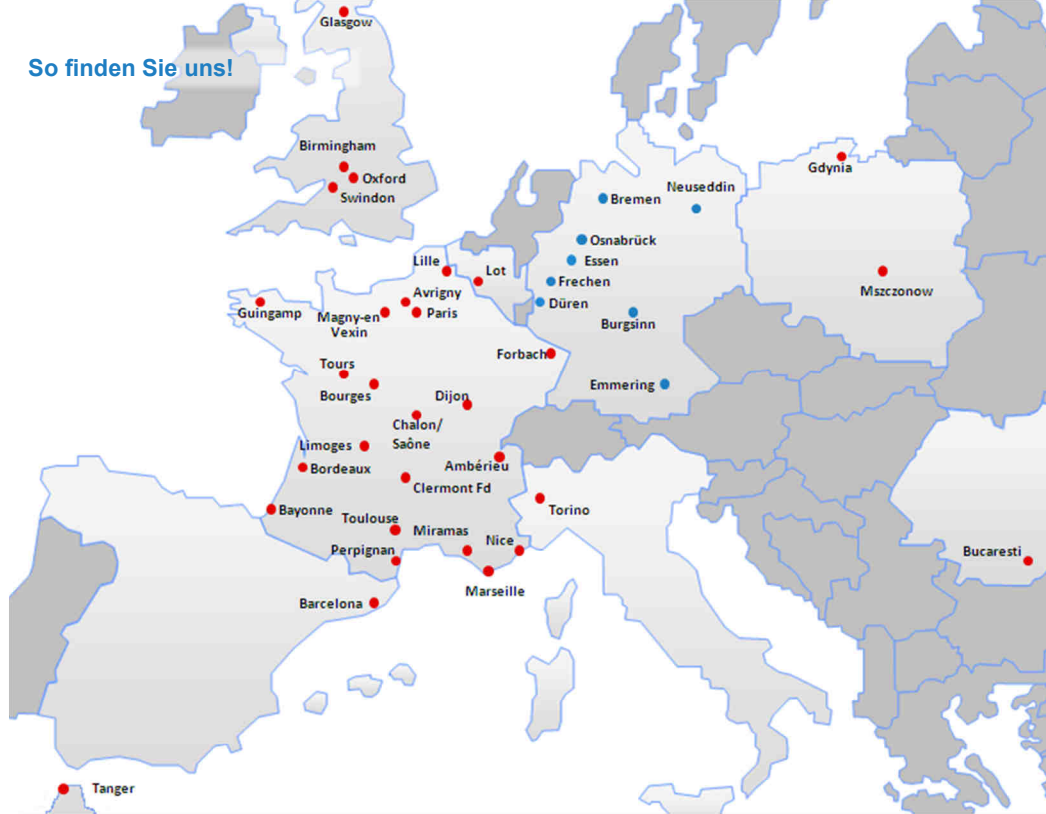 Glasgow
So finden Sie uns!
Birmingham
Oxford
Swindon
Gdynia
Neuseddin
Bremen
Osnabrück
Essen
Lille
Lot
Frechen
Mszczonow
Avrigny
Düren
Guingamp
Magny-en
Vexin
Paris
Burgsinn
Forbach
Tours
Bourges
Emmering
Dijon
Chalon/
Saône
Limoges
Bordeaux
Ambérieu
Clermont Fd
Bayonne
Torino
Toulouse
Miramas
Nice
Perpignan
Bucaresti
Marseille
Barcelona
Tanger